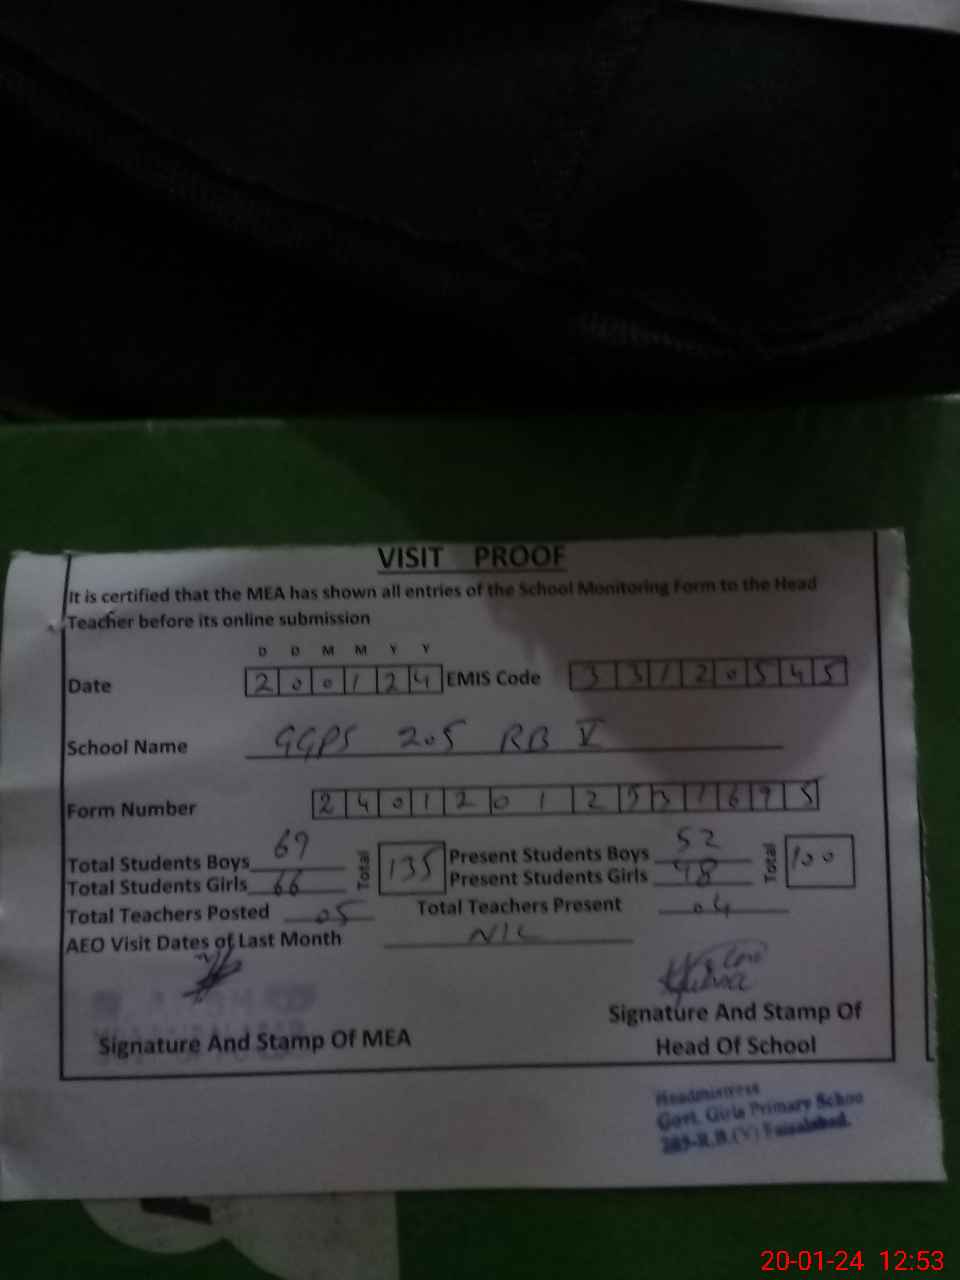 VISIT PROOF
It is certified that the MEA has shown all entries of the School Monitoring Form to the Head
Teacher before its online submission
D D M M Y Y
Date 2 0 0 1 2 4 EMIS Code 3 3 1 2 0 5 4 5
School Name GGPS 205 RB V
Form Number 2 4 0 1 2 0 1 2 5 3 1 6 9 5
Total Students Boys 69 Total 135 Present Students Boys 52 Total 100
Total Students Girls 66 Present Students Girls 48
Total Teachers Posted 05 Total Teachers Present 04
AEO Visit Dates of Last Month NIL
Signature And Stamp Of MEA
Signature And Stamp Of
Head Of School
Headmistress
Govt. Girls Primary Schoo
205-R.B.(V) Faisalabad.
20-01-24 12:53